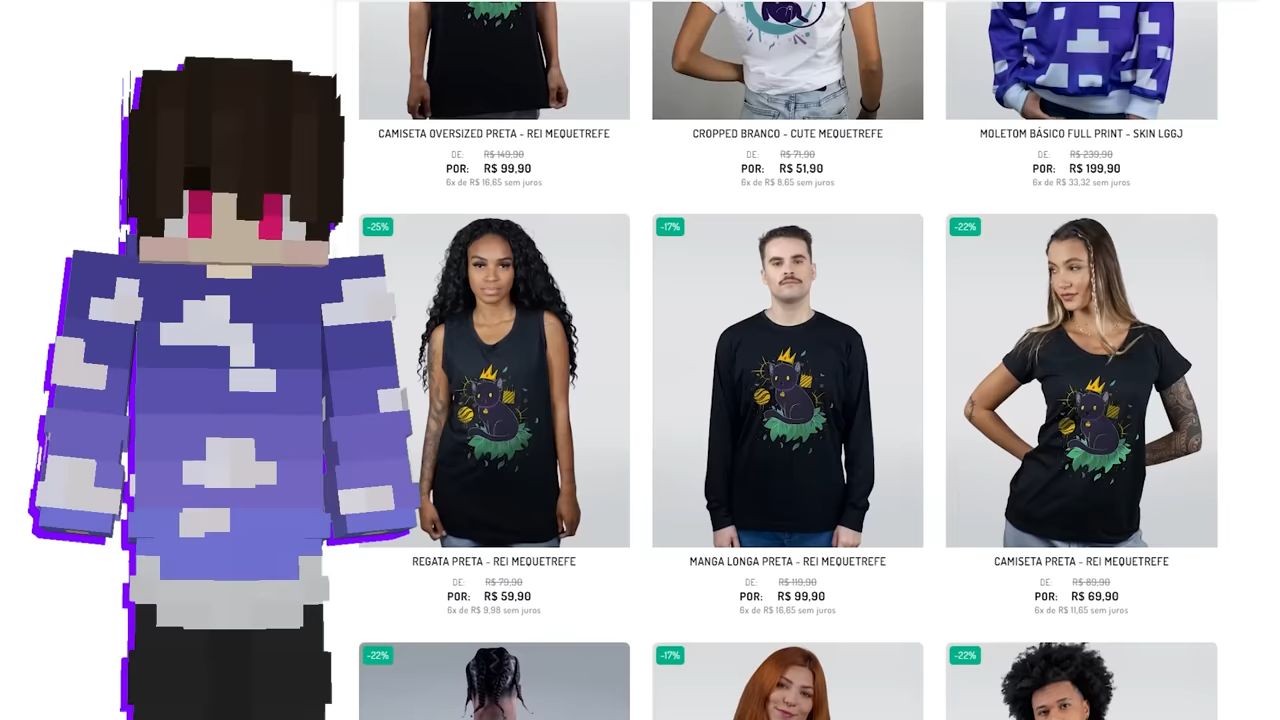 CAMISETA OVERSIZED PRETA - REI MEQUETREFE
DE: R$ 149,90
POR: R$ 99,90
6x de R$ 16,65 sem juros
CROPPED BRANCO - CUTE MEQUETREFE
DE: R$ 71,90
POR: R$ 51,90
6x de R$ 8,65 sem juros
MOLETOM BÁSICO FULL PRINT - SKIN LGGJ
DE: R$ 239,90
POR: R$ 199,90
6x de R$ 33,32 sem juros
-25%
REGATA PRETA - REI MEQUETREFE
DE: R$ 79,90
POR: R$ 59,90
6x de R$ 9,98 sem juros
-17%
MANGA LONGA PRETA - REI MEQUETREFE
DE: R$ 119,90
POR: R$ 99,90
6x de R$ 16,65 sem juros
-22%
CAMISETA PRETA - REI MEQUETREFE
DE: R$ 89,90
POR: R$ 69,90
6x de R$ 11,65 sem juros
-22%
-17%
-22%